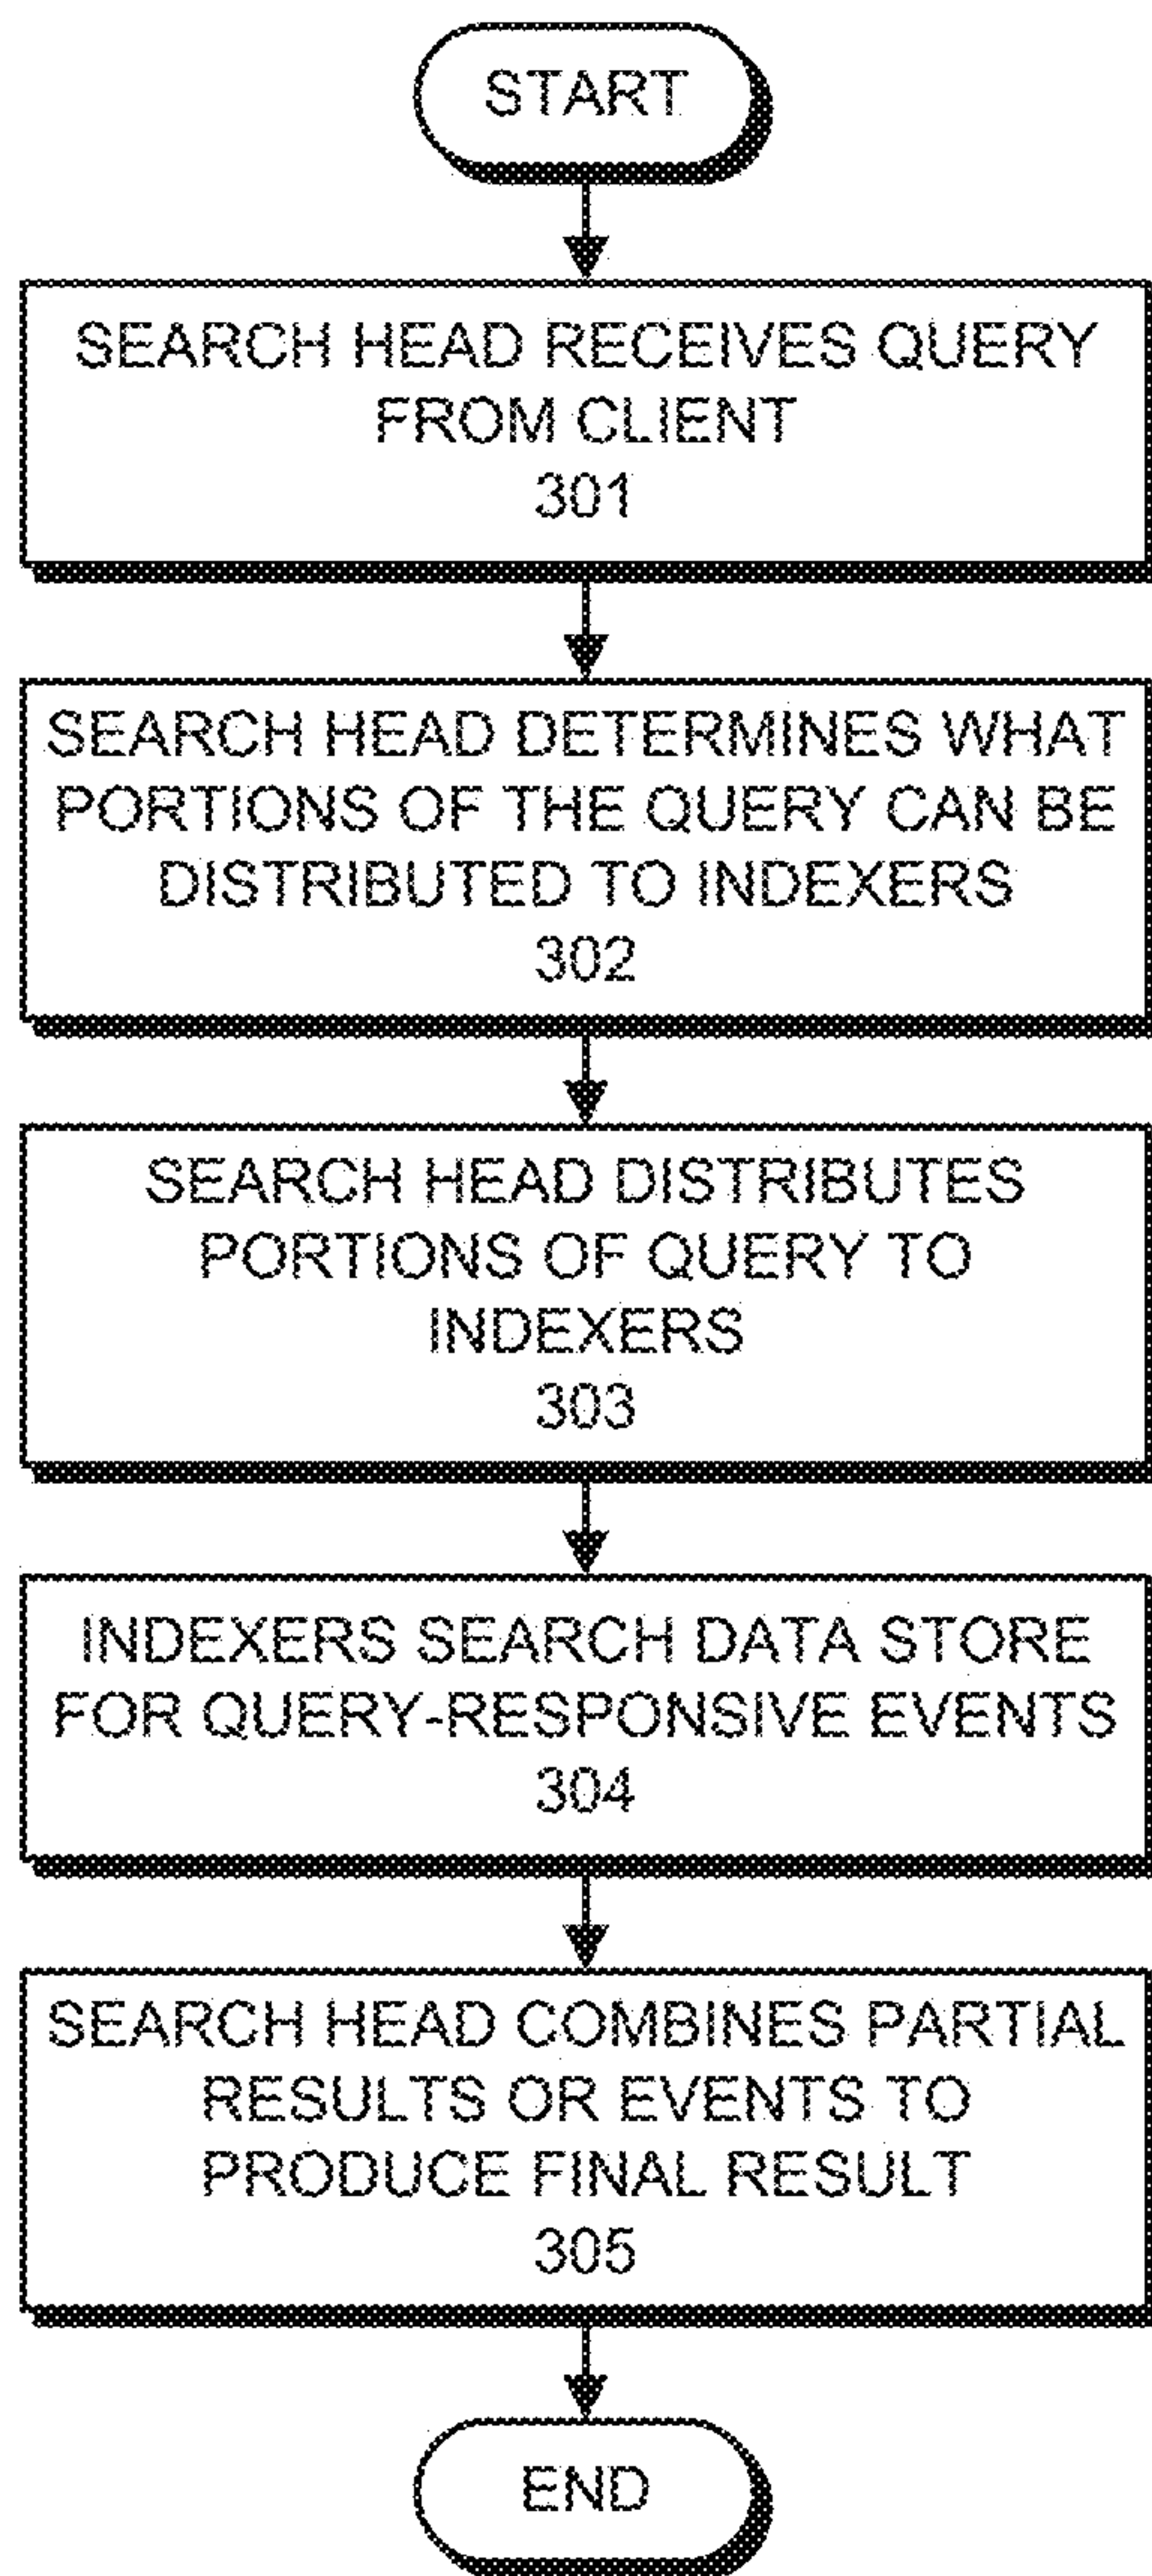 START
SEARCH HEAD RECEIVES QUERY
FROM CLIENT
301
SEARCH HEAD DETERMINES WHAT
PORTIONS OF THE QUERY CAN BE
DISTRIBUTED TO INDEXERS
302
SEARCH HEAD DISTRIBUTES
PORTIONS OF QUERY TO
INDEXERS
303
INDEXERS SEARCH DATA STORE
FOR QUERY-RESPONSIVE EVENTS
304
SEARCH HEAD COMBINES PARTIAL
RESULTS OR EVENTS TO
PRODUCE FINAL RESULT
305
END